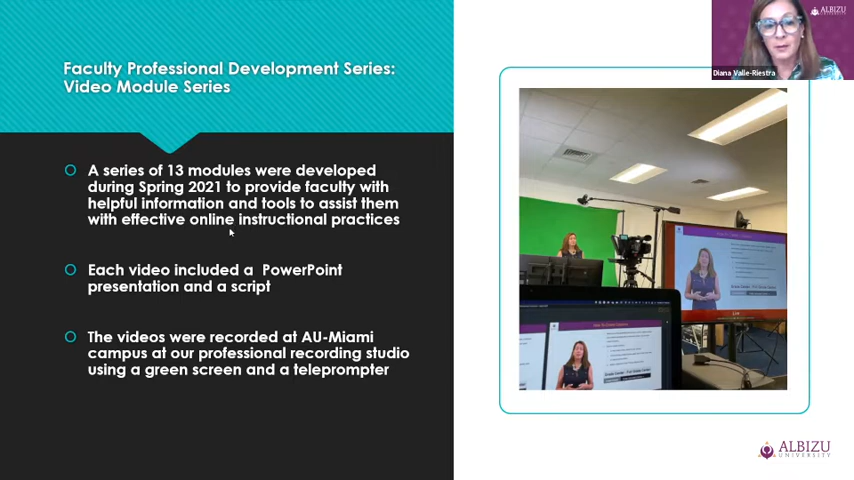 Faculty Professional Development Series:
Video Module Series
ALBIZU
UNIVERSITY
Diana Valle-Riestra
A series of 13 modules were developed
during Spring 2021 to provide faculty with
helpful information and tools to assist them
with effective online instructional practices
Each video included a PowerPoint
presentation and a script
The videos were recorded at AU-Miami
campus at our professional recording studio
using a green screen and a teleprompter
ALBIZU
UNIVERSITY